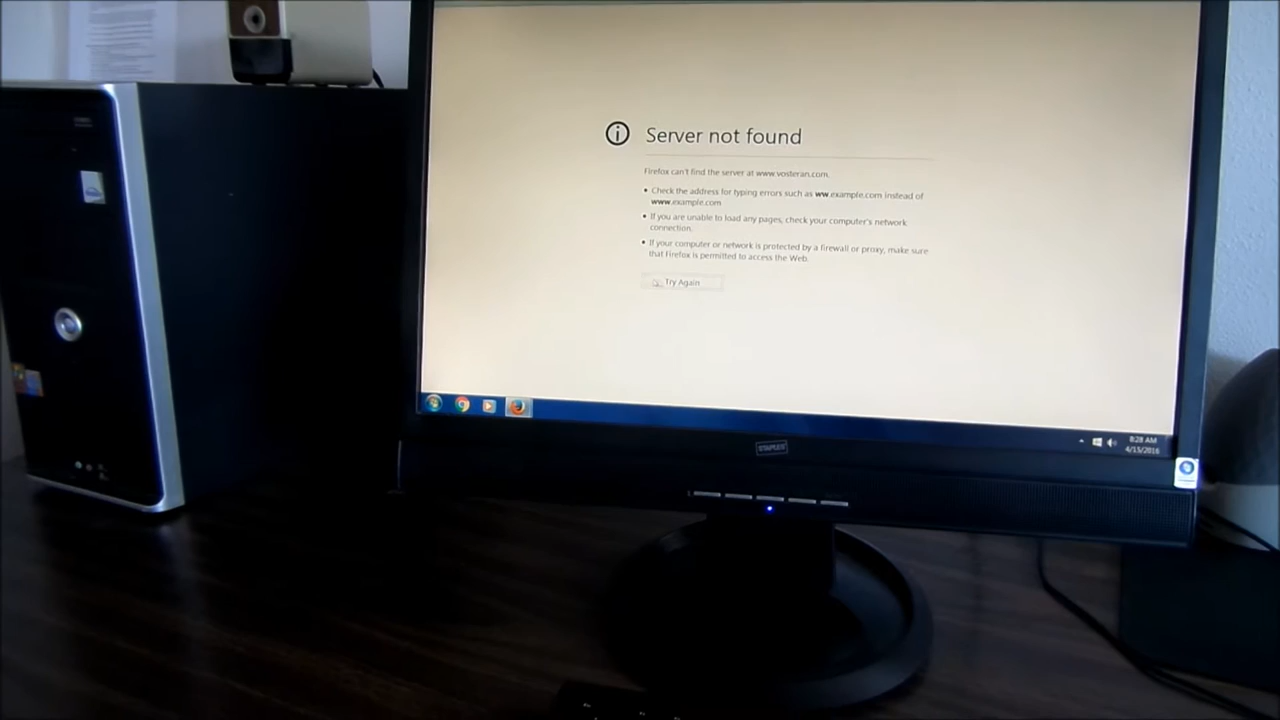 Server not found
Firefox can't find the server at www.vosteran.com.
Check the address for typing errors such as ww.example.com instead of
www.example.com
If you are unable to load any pages, check your computer's network
connection.
If your computer or network is protected by a firewall or proxy, make sure
that Firefox is permitted to access the Web.
Try Again
8:28 AM
4/15/2016
STAPLES